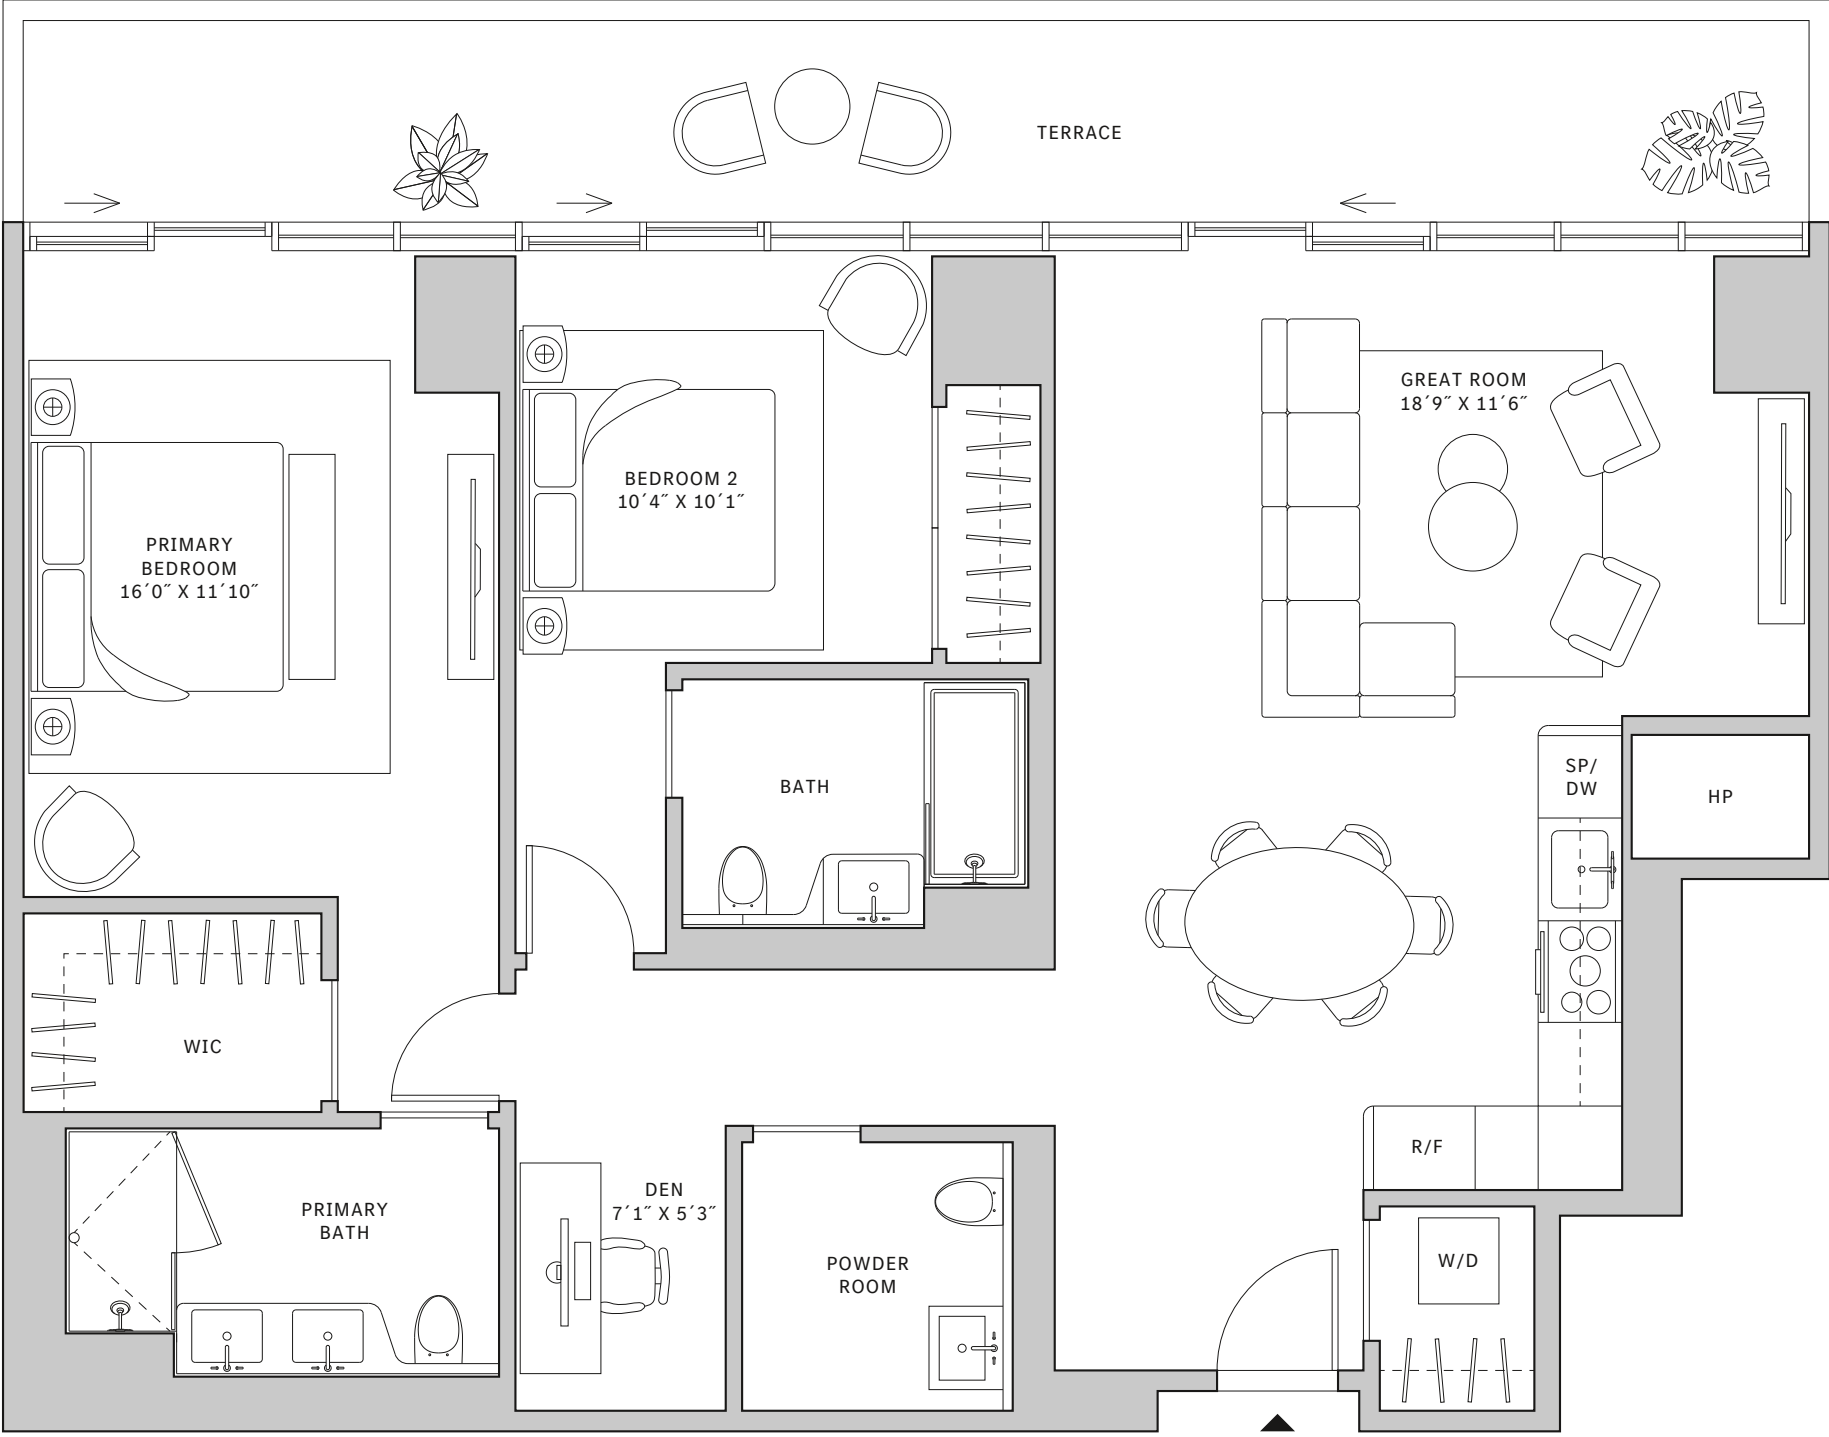 TERRACE
GREAT ROOM
18´9˝ X 11´6˝
BEDROOM 2
10´4˝ X 10´1˝
PRIMARY
BEDROOM
16´0˝ X 11´10˝
SP/
DW
HP
BATH
WIC
R/F
DEN
7´1˝ X 5´3˝
PRIMARY
BATH
POWDER
ROOM
W/D